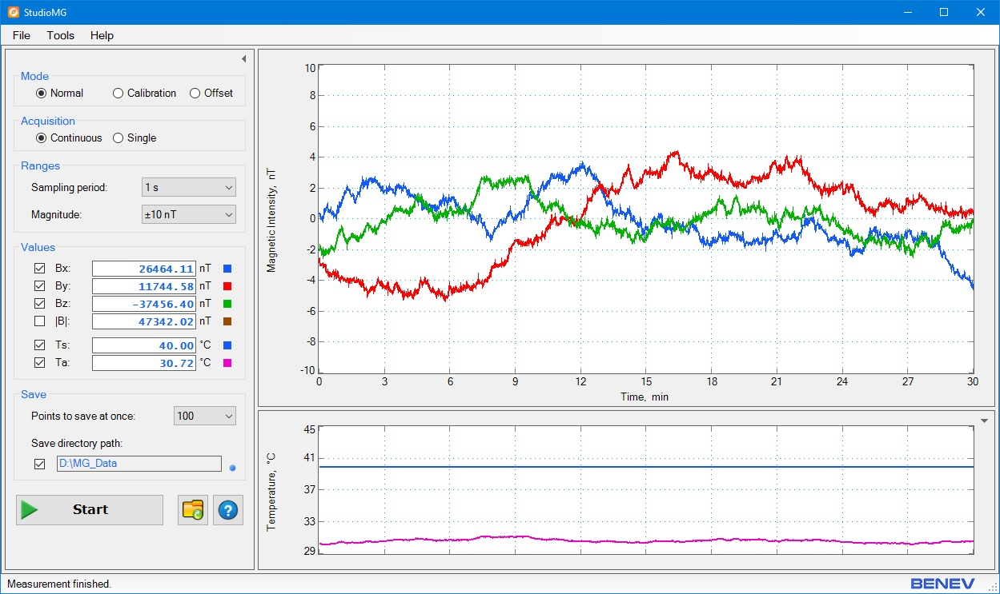 StudioMG
File Tools Help
Mode
Normal Calibration Offset
Acquisition
Continuous Single
Ranges
Sampling period: 1 s
Magnitude: ±10 nT
Values
Bx: 26464.11 nT
By: 11744.58 nT
Bz: -37456.40 nT
|B|: 47342.02 nT
Ts: 40.00 °C
Ta: 30.72 °C
Save
Points to save at once: 100
Save directory path:
D:\MG_Data
Start
Magnetic Intensity, nT
10
8
6
4
2
0
-2
-4
-6
-8
-10
0 3 6 9 12 15 18 21 24 27 30
Time, min
Temperature, °C
45
41
37
33
29
Measurement finished.
BENEV